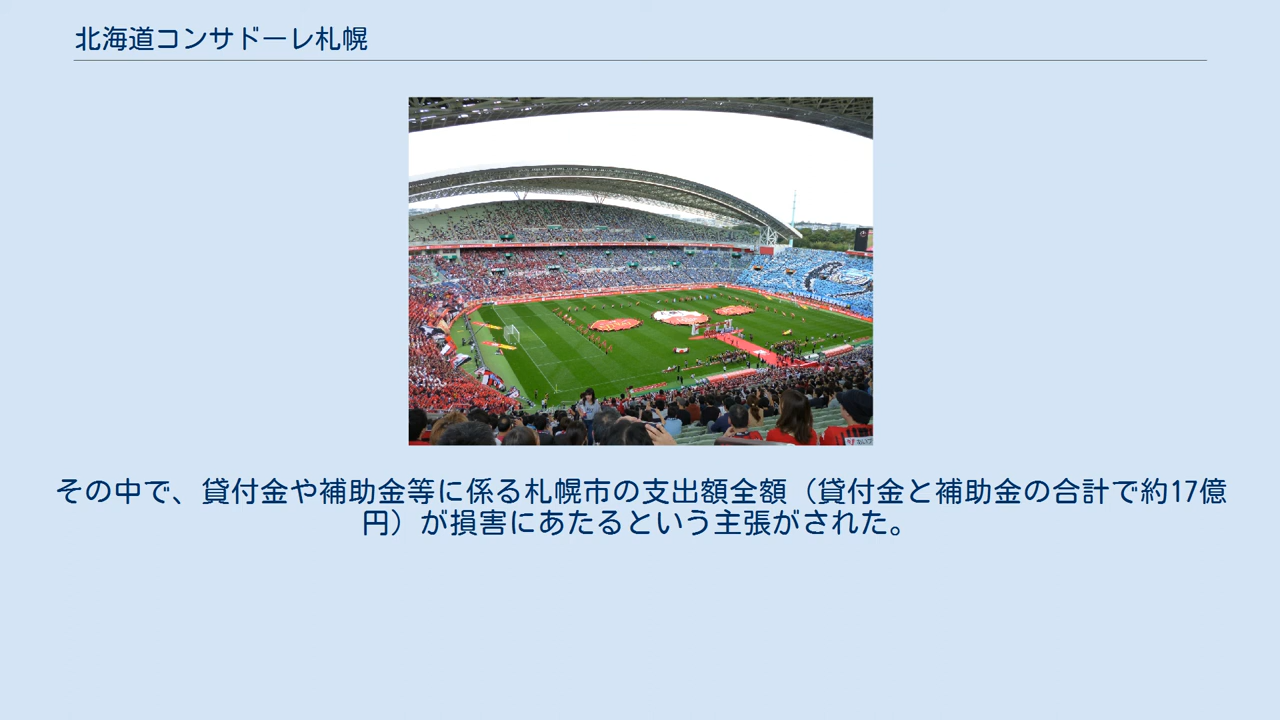 北海道コンサドーレ札幌
その中で、貸付金や補助金等に係る札幌市の支出額全額（貸付金と補助金の合計で約17億
円）が損害にあたるという主張がされた。